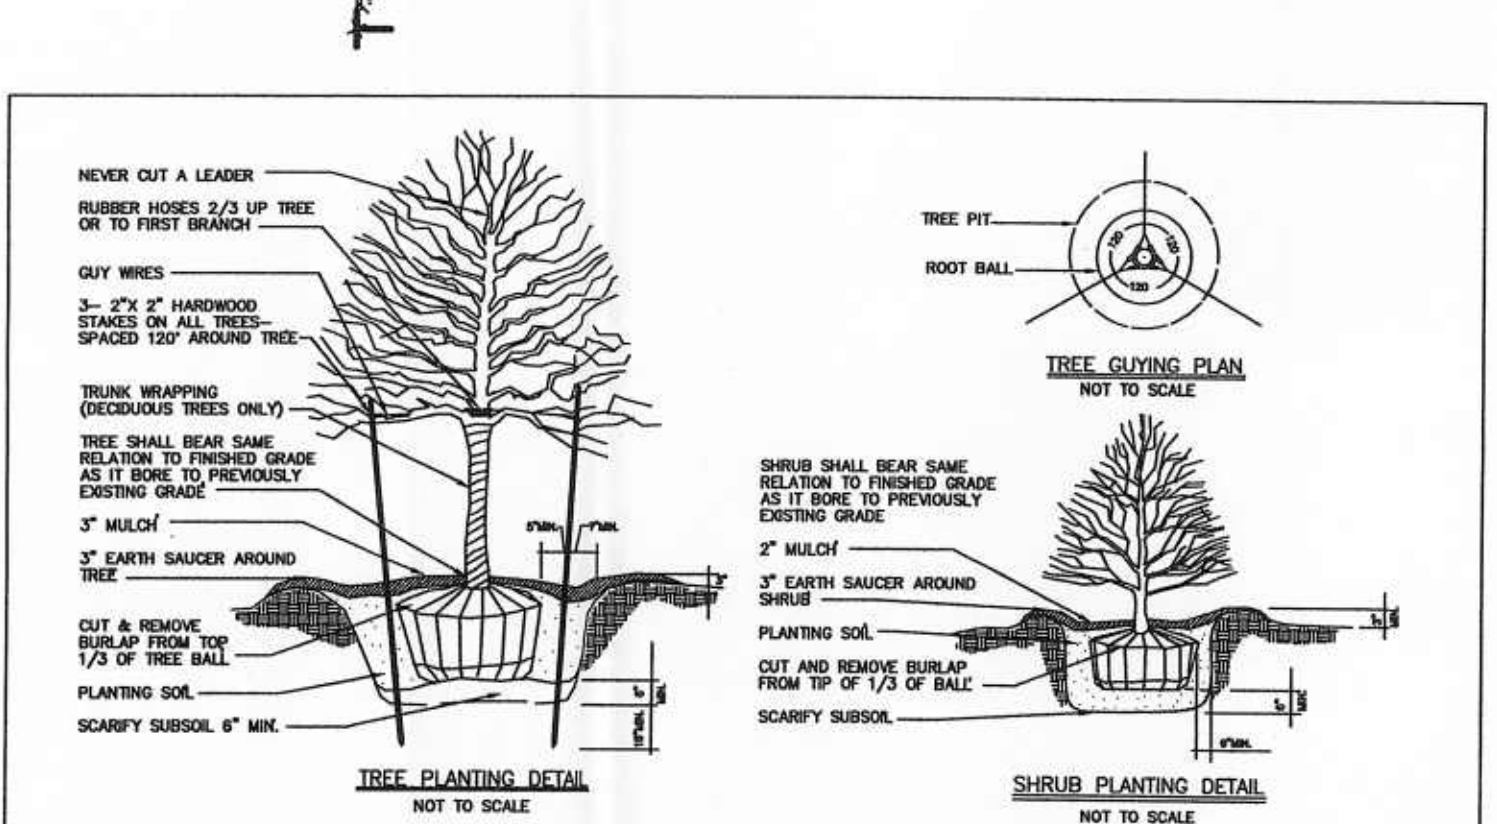 NEVER CUT A LEADER
RUBBER HOSES 2/3 UP TREE
OR TO FIRST BRANCH
GUY WIRES
3– 2"X 2" HARDWOOD
STAKES ON ALL TREES–
SPACED 120° AROUND TREE
TRUNK WRAPPING
(DECIDUOUS TREES ONLY)
TREE SHALL BEAR SAME
RELATION TO FINISHED GRADE
AS IT BORE TO PREVIOUSLY
EXISTING GRADE
3" MULCH
3" EARTH SAUCER AROUND
TREE
CUT & REMOVE
BURLAP FROM TOP
1/3 OF TREE BALL
PLANTING SOIL
SCARIFY SUBSOIL 6" MIN.
6" MIN.
TREE PLANTING DETAIL
NOT TO SCALE
TREE PIT
ROOT BALL
120
120
120
TREE GUYING PLAN
NOT TO SCALE
SHRUB SHALL BEAR SAME
RELATION TO FINISHED GRADE
AS IT BORE TO PREVIOUSLY
EXISTING GRADE
2" MULCH
3" EARTH SAUCER AROUND
SHRUB
PLANTING SOIL
CUT AND REMOVE BURLAP
FROM TIP OF 1/3 OF BALL
SCARIFY SUBSOIL
3" MIN.
6" MIN.
SHRUB PLANTING DETAIL
NOT TO SCALE